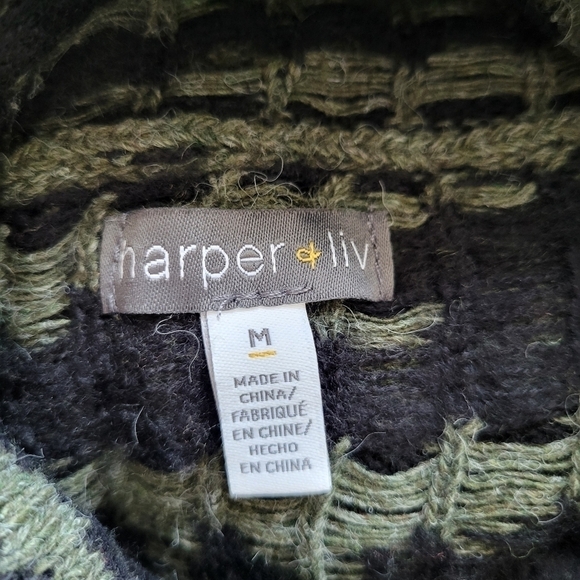 harper & liv
M
MADE IN
CHINA/
FABRIQUÉ
EN CHINE/
HECHO
EN CHINA